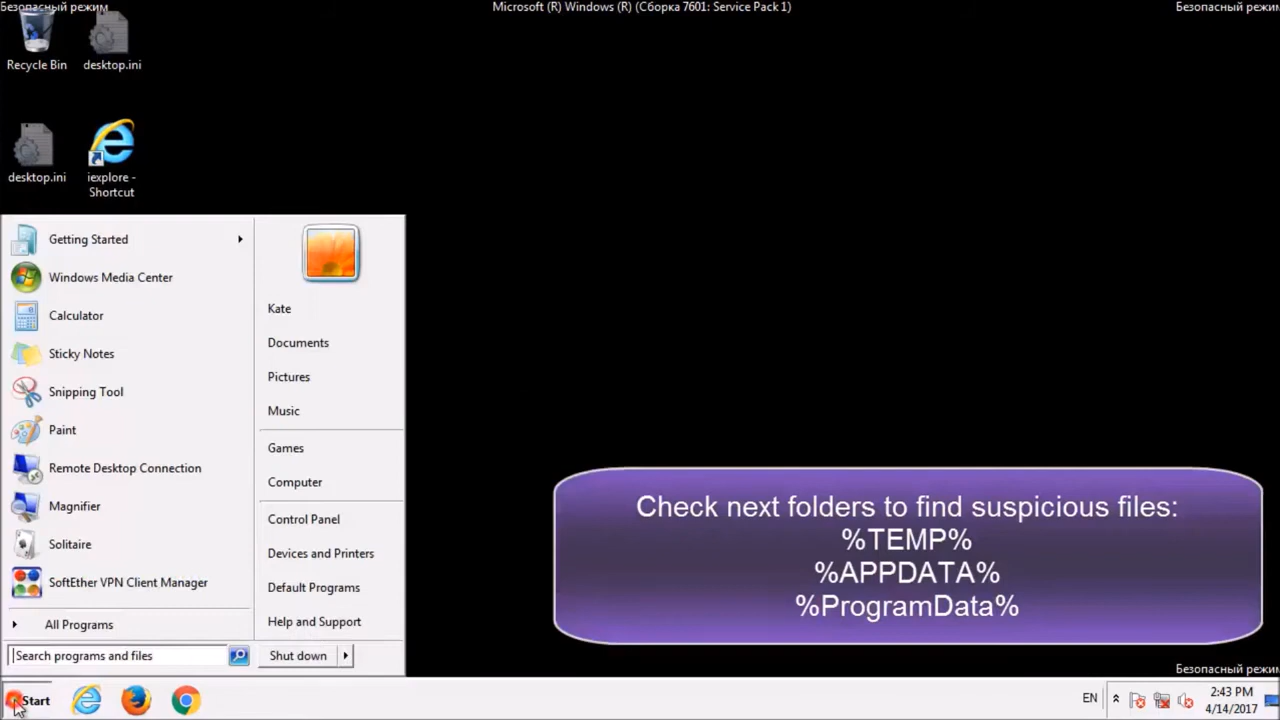 Безопасный режим
Microsoft (R) Windows (R) (Сборка 7601: Service Pack 1)
Безопасный режим
Recycle Bin
desktop.ini
desktop.ini
iexplore -
Shortcut
Getting Started
Windows Media Center
Calculator
Sticky Notes
Snipping Tool
Paint
Remote Desktop Connection
Magnifier
Solitaire
SoftEther VPN Client Manager
All Programs
Search programs and files
Kate
Documents
Pictures
Music
Games
Computer
Control Panel
Devices and Printers
Default Programs
Help and Support
Shut down
Check next folders to find suspicious files:
%TEMP%
%APPDATA%
%ProgramData%
Безопасный режим
Start
EN
2:43 PM
4/14/2017